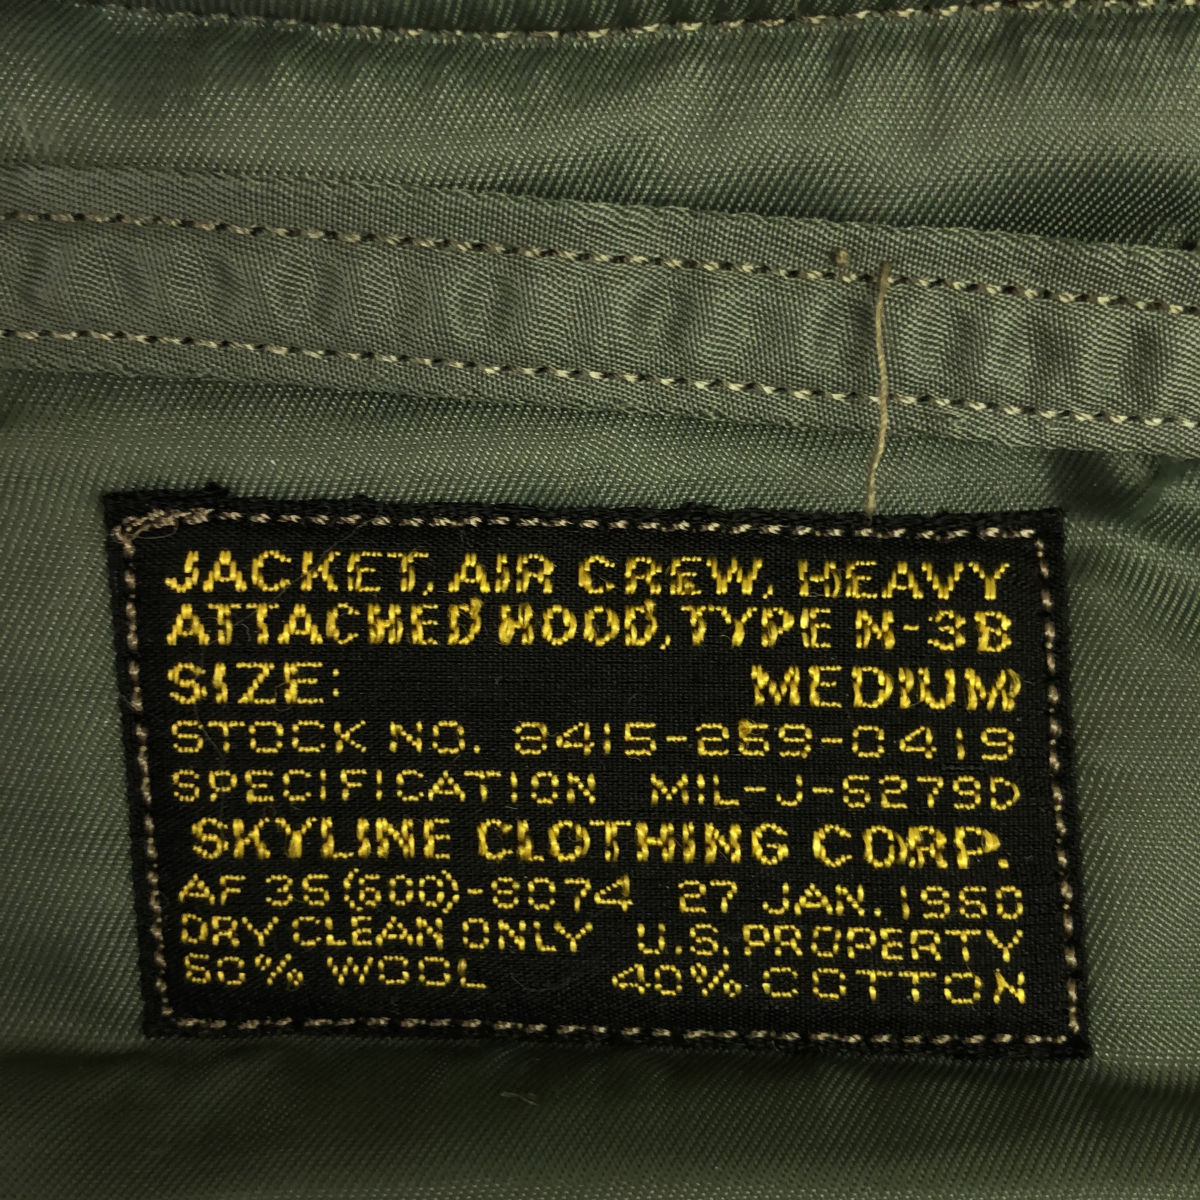 JACKET, AIR CREW, HEAVY
ATTACHED HOOD, TYPE N-3B
SIZE: MEDIUM
STOCK NO. 8415-269-0419
SPECIFICATION MIL-J-6279D
SKYLINE CLOTHING CORP.
AF 36 (600)-8074 27 JAN. 1960
DRY CLEAN ONLY U.S. PROPERTY
60% WOOL 40% COTTON